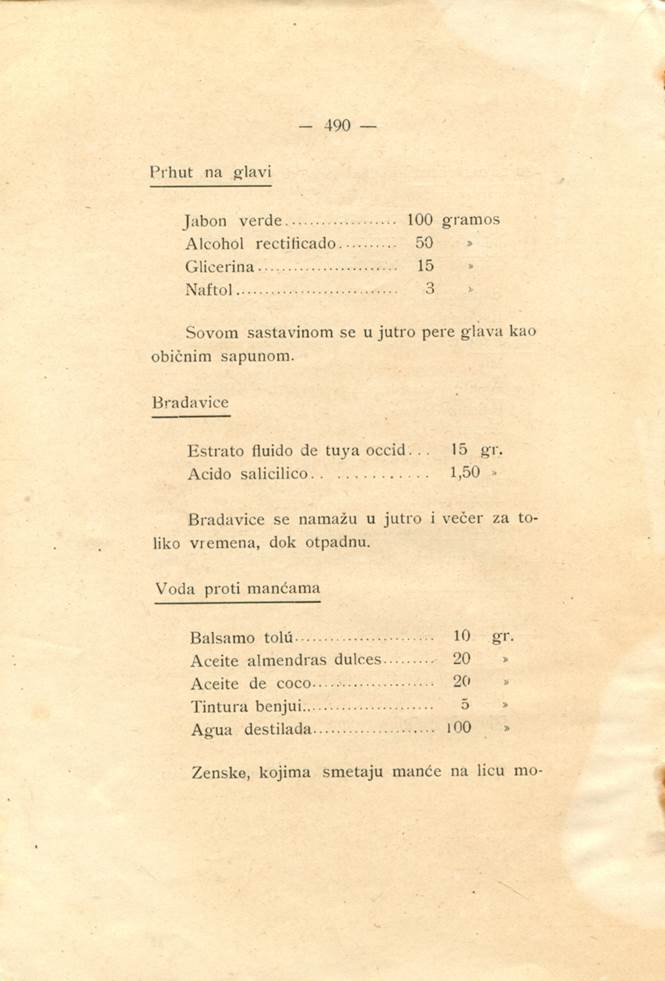 — 490 —
Prhut na glavi
Jabon verde.................. 100 gramos
Alcohol rectificado.......... 50 »
Glicerina........................ 15 »
Naftol............................ 3 »
Sovom sastavinom se u jutro pere glava kao
običnim sapunom.
Bradavice
Estrato fluido de tuya occid... 15 gr.
Acido salicilico.. ............ 1,50 »
Bradavice se namažu u jutro i večer za to-
liko vremena, dok otpadnu.
Voda proti manćama
Balsamo tolú........................ 10 gr.
Aceite almendras dulces......... 20 »
Aceite de coco..................... 20 »
Tintura benjui....................... 5 »
Agua destilada..................... 100 »
Zenske, kojima smetaju manće na licu mo-